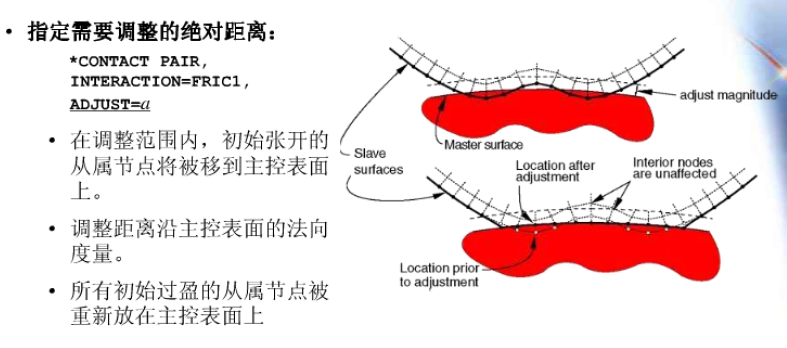 • 指定需要调整的绝对距离：
*CONTACT PAIR,
INTERACTION=FRIC1,
ADJUST=a
• 在调整范围内，初始张开的
从属节点将被移到主控表面
上。
• 调整距离沿主控表面的法向
度量。
• 所有初始过盈的从属节点被
重新放在主控表面上
adjust magnitude
Master surface
Slave
surfaces
Location after
adjustment
Interior nodes
are unaffected
Location prior
to adjustment